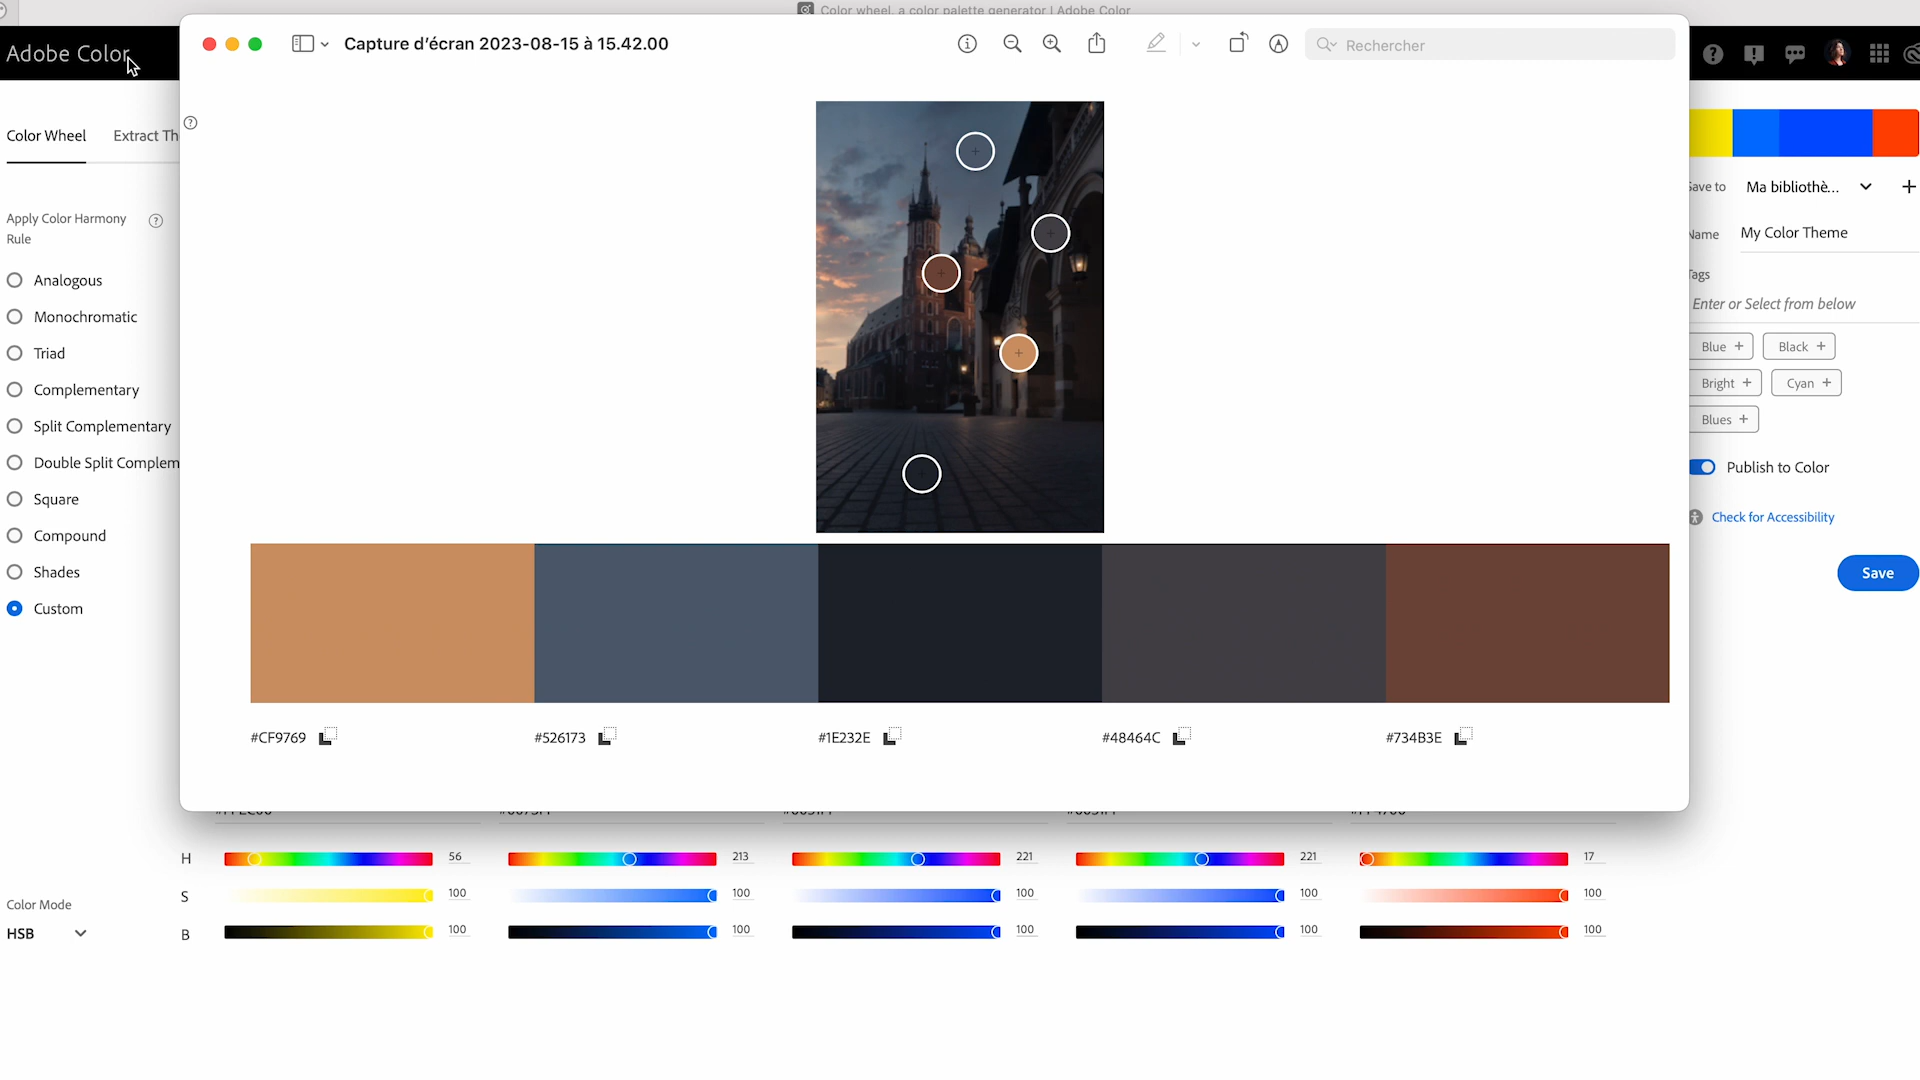 Color wheel, a color palette generator | Adobe Color
Adobe Color
Capture d’écran 2023-08-15 à 15.42.00
Rechercher
Color Wheel
Extract Th
Apply Color Harmony
Rule
Analogous
Monochromatic
Triad
Complementary
Split Complementary
Double Split Complem
Square
Compound
Shades
Custom
#CF9769
#526173
#1E232E
#48464C
#734B3E
Save to
Ma bibliothè...
Name
My Color Theme
Tags
Enter or Select from below
Blue +
Black +
Bright +
Cyan +
Blues +
Publish to Color
Check for Accessibility
Save
H
56
213
221
221
17
S
100
100
100
100
100
Color Mode
HSB
B
100
100
100
100
100